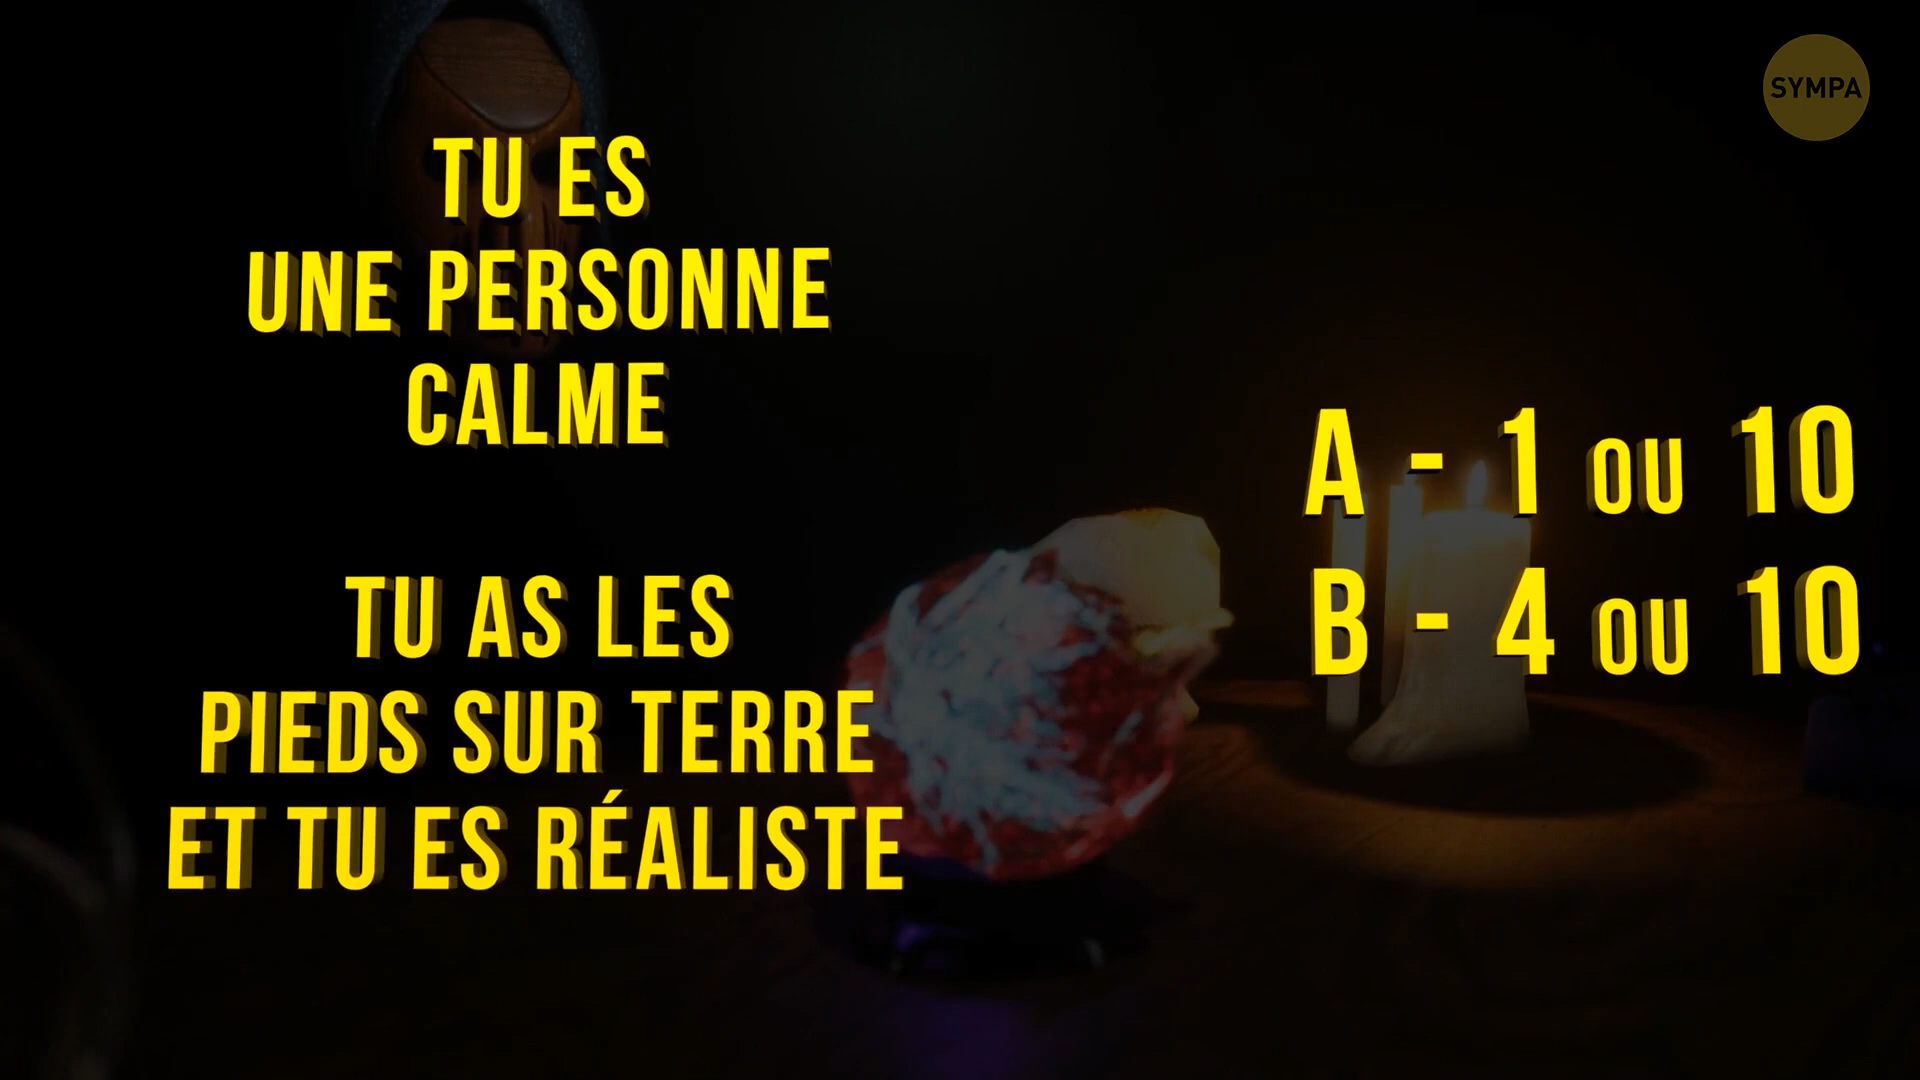 SYMPA
TU ES
UNE PERSONNE
CALME
TU AS LES
PIEDS SUR TERRE
ET TU ES RÉALISTE
A - 1 OU 10
B - 4 OU 10